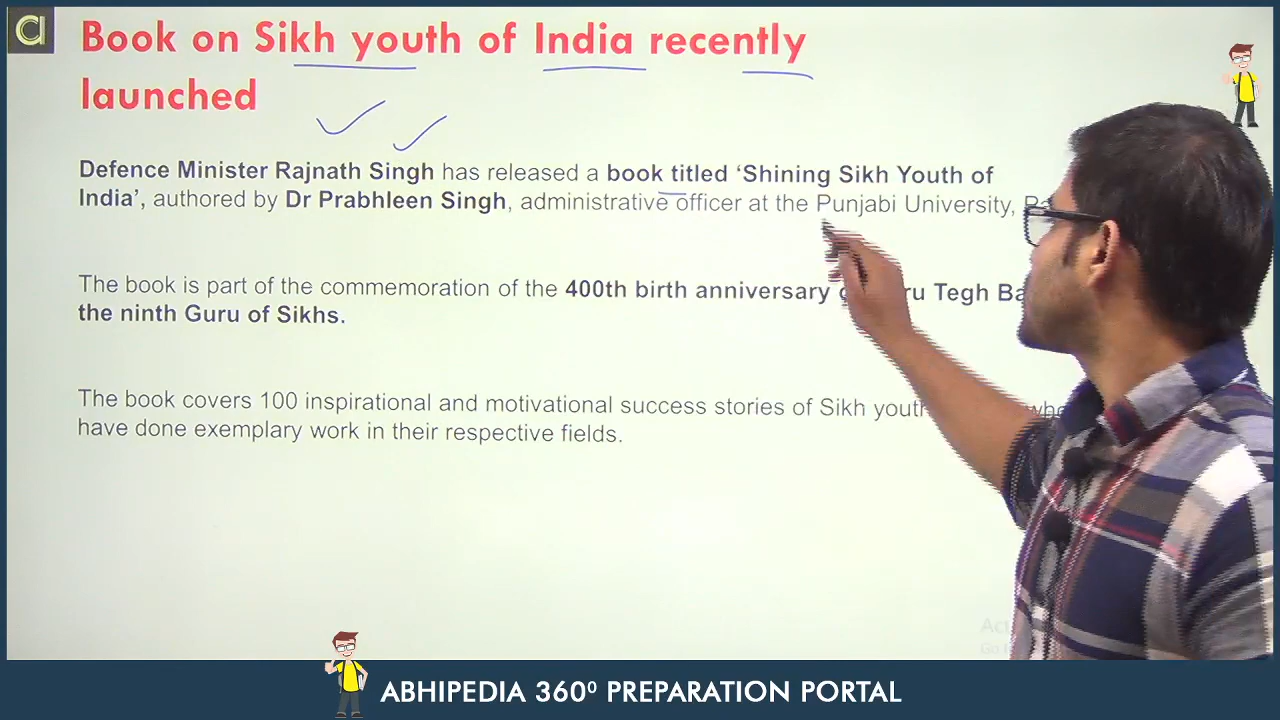 Book on Sikh youth of India recently
launched
Defence Minister Rajnath Singh has released a book titled ‘Shining Sikh Youth of
India’, authored by Dr Prabhleen Singh, administrative officer at the Punjabi University,
The book is part of the commemoration of the 400th birth anniversary Tegh
the ninth Guru of Sikhs.
The book covers 100 inspirational and motivational success stories of Sikh youth
have done exemplary work in their respective fields.
ABHIPEDIA 360⁰ PREPARATION PORTAL